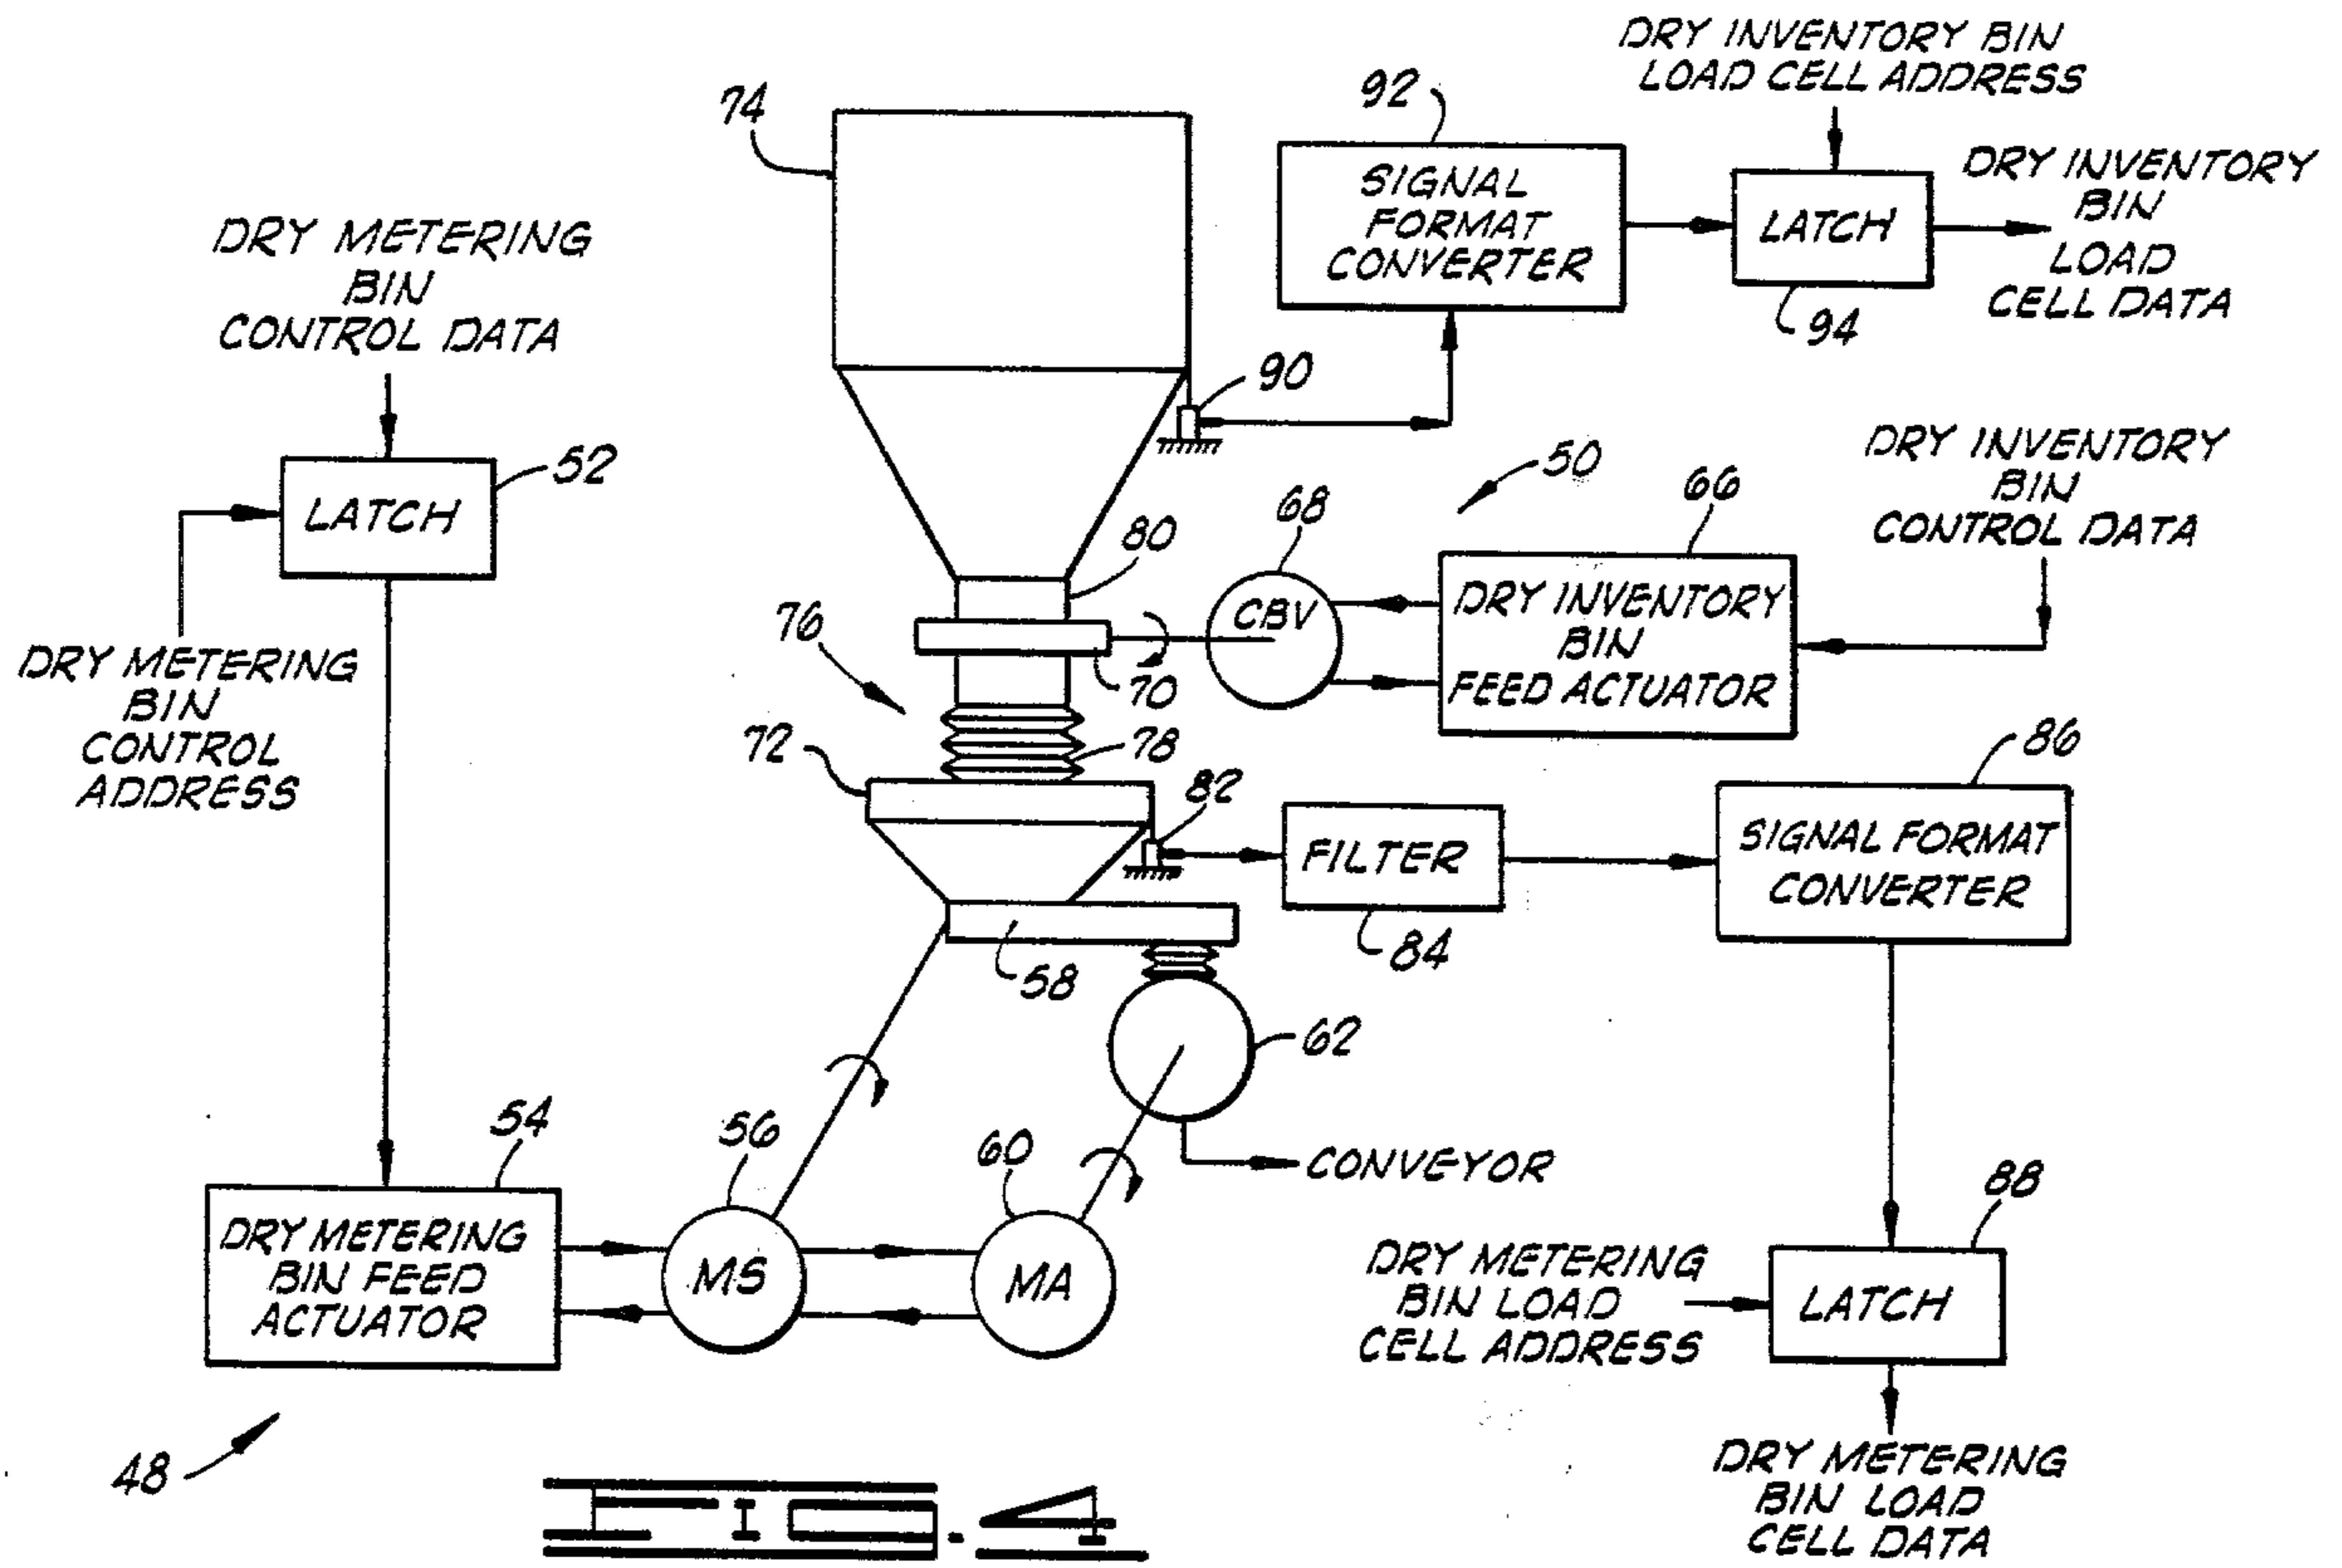 DRY INVENTORY BIN
LOAD CELL ADDRESS
92
74
SIGNAL
FORMAT
CONVERTER
LATCH
94
DRY INVENTORY
BIN
LOAD
CELL DATA
DRY METERING
BIN
CONTROL DATA
90
52
LATCH
DRY METERING
BIN
CONTROL
ADDRESS
50
68
66
80
DRY INVENTORY
BIN
CONTROL DATA
CBV
DRY INVENTORY
BIN
FEED ACTUATOR
76
70
72
78
82
86
FILTER
84
SIGNAL FORMAT
CONVERTER
58
62
CONVEYOR
54
56
60
88
DRY METERING
BIN FEED
ACTUATOR
MS
MA
DRY METERING
BIN LOAD
CELL ADDRESS
LATCH
48
DRY METERING
BIN LOAD
CELL DATA
FIG. 4